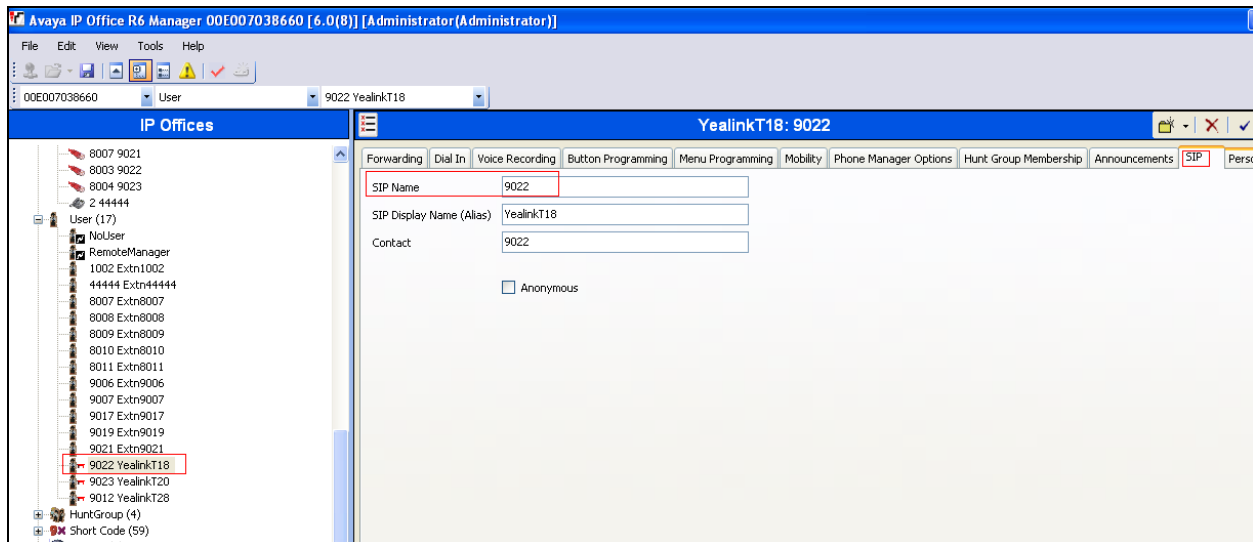 Avaya IP Office R6 Manager 00E007038660 [6.0(8)] [Administrator(Administrator)]
File Edit View Tools Help
00E007038660 User 9022 YealinkT18
IP Offices
8007 9021
8003 9022
8004 9023
2 44444
User (17)
NoUser
RemoteManager
1002 Extn1002
44444 Extn44444
8007 Extn8007
8008 Extn8008
8009 Extn8009
8010 Extn8010
8011 Extn8011
9006 Extn9006
9007 Extn9007
9017 Extn9017
9019 Extn9019
9021 Extn9021
9022 YealinkT18
9023 YealinkT20
9012 YealinkT28
HuntGroup (4)
Short Code (59)
YealinkT18: 9022
Forwarding Dial In Voice Recording Button Programming Menu Programming Mobility Phone Manager Options Hunt Group Membership Announcements SIP Perso
SIP Name 9022
SIP Display Name (Alias) YealinkT18
Contact 9022
Anonymous